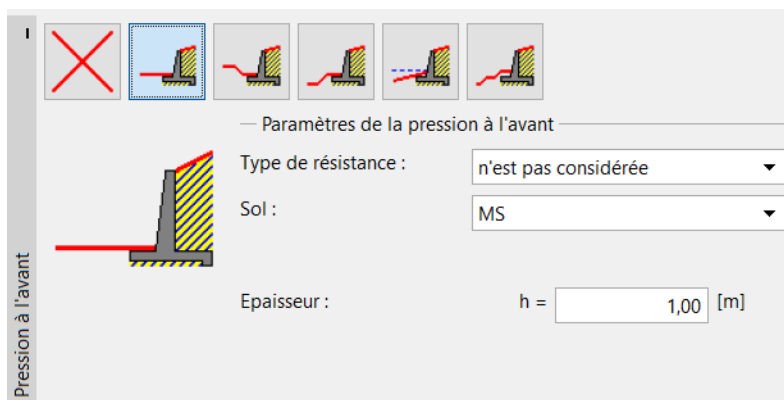 Paramètres de la pression à l'avant
Type de résistance :
n'est pas considérée
Sol :
MS
Epaisseur :
h =
1,00
[m]
Pression à l'avant